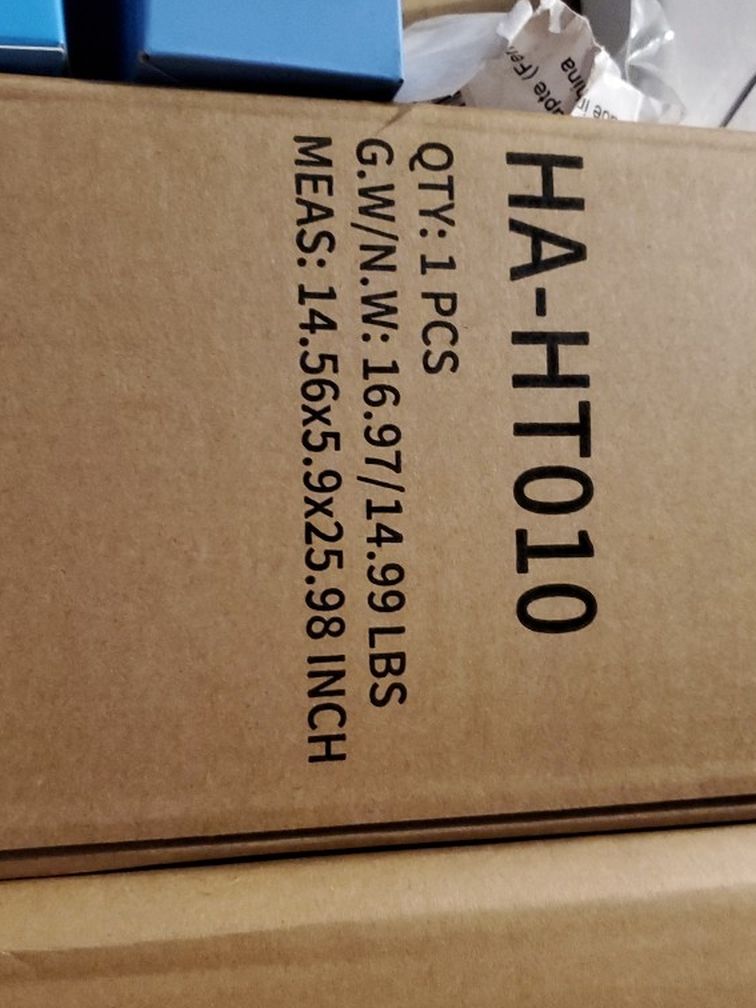 HA-HT010
QTY: 1 PCS
G.W/N.W: 16.97/14.99 LBS
MEAS: 14.56x5.9x25.98 INCH